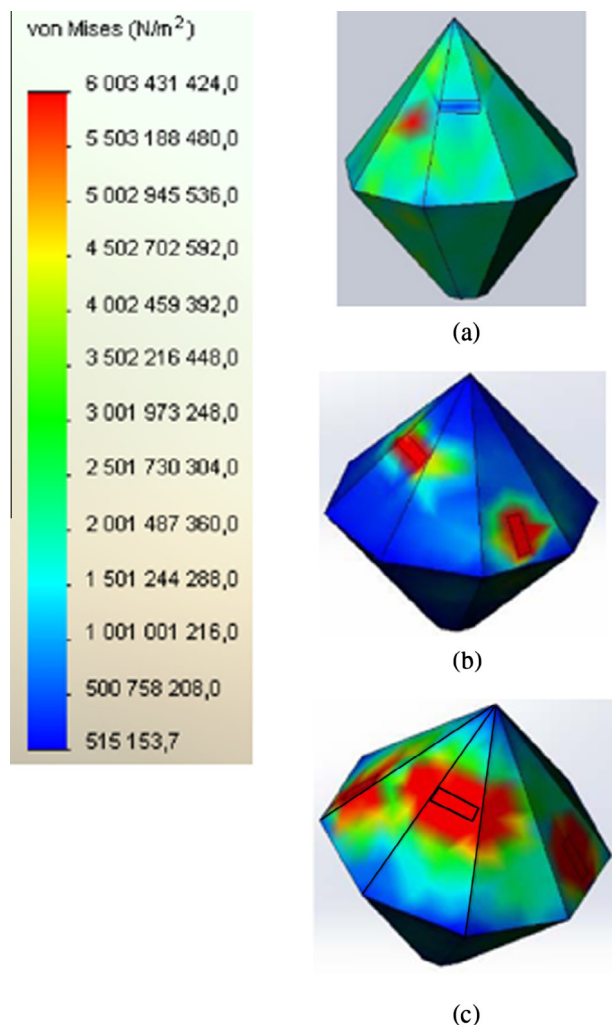 von Mises (N/m²)
6 003 431 424,0
5 503 188 480,0
5 002 945 536,0
4 502 702 592,0
4 002 459 392,0
3 502 216 448,0
3 001 973 248,0
2 501 730 304,0
2 001 487 360,0
1 501 244 288,0
1 001 001 216,0
500 758 208,0
515 153,7
(a)
(b)
(c)